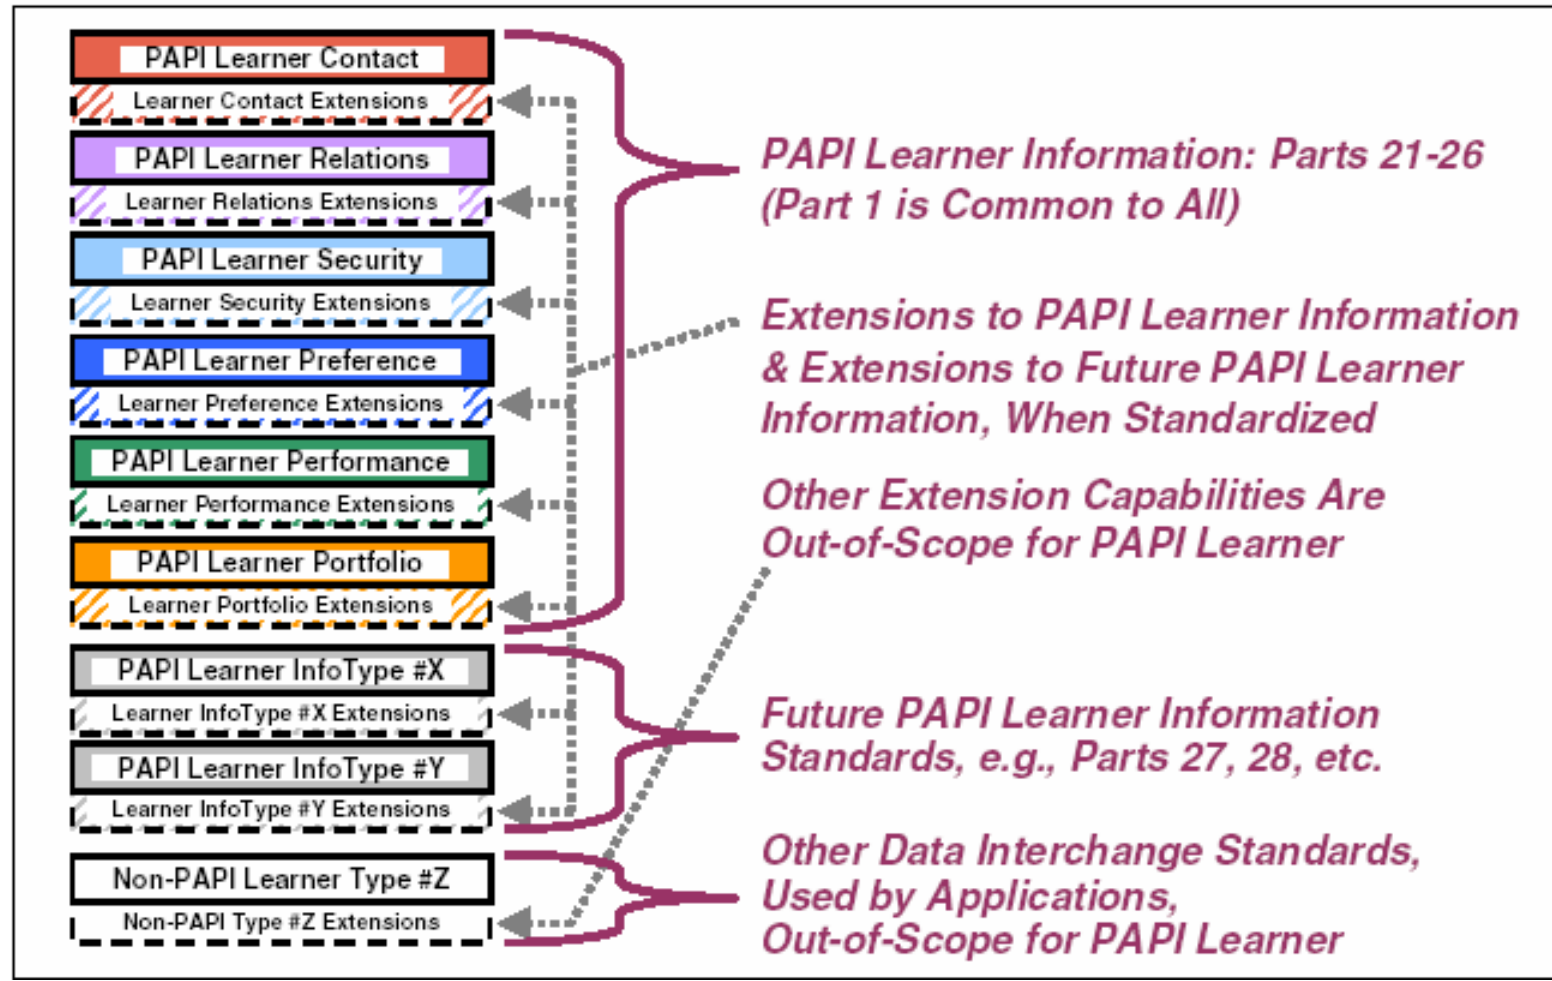 PAPI Learner Contact
Learner Contact Extensions
PAPI Learner Relations
Learner Relations Extensions
PAPI Learner Security
Learner Security Extensions
PAPI Learner Preference
Learner Preference Extensions
PAPI Learner Performance
Learner Performance Extensions
PAPI Learner Portfolio
Learner Portfolio Extensions
PAPI Learner InfoType #X
Learner InfoType #X Extensions
PAPI Learner InfoType #Y
Learner InfoType #Y Extensions
Non-PAPI Learner Type #Z
Non-PAPI Type #Z Extensions
PAPI Learner Information: Parts 21-26
(Part 1 is Common to All)
Extensions to PAPI Learner Information
& Extensions to Future PAPI Learner
Information, When Standardized
Other Extension Capabilities Are
Out-of-Scope for PAPI Learner
Future PAPI Learner Information
Standards, e.g., Parts 27, 28, etc.
Other Data Interchange Standards,
Used by Applications,
Out-of-Scope for PAPI Learner